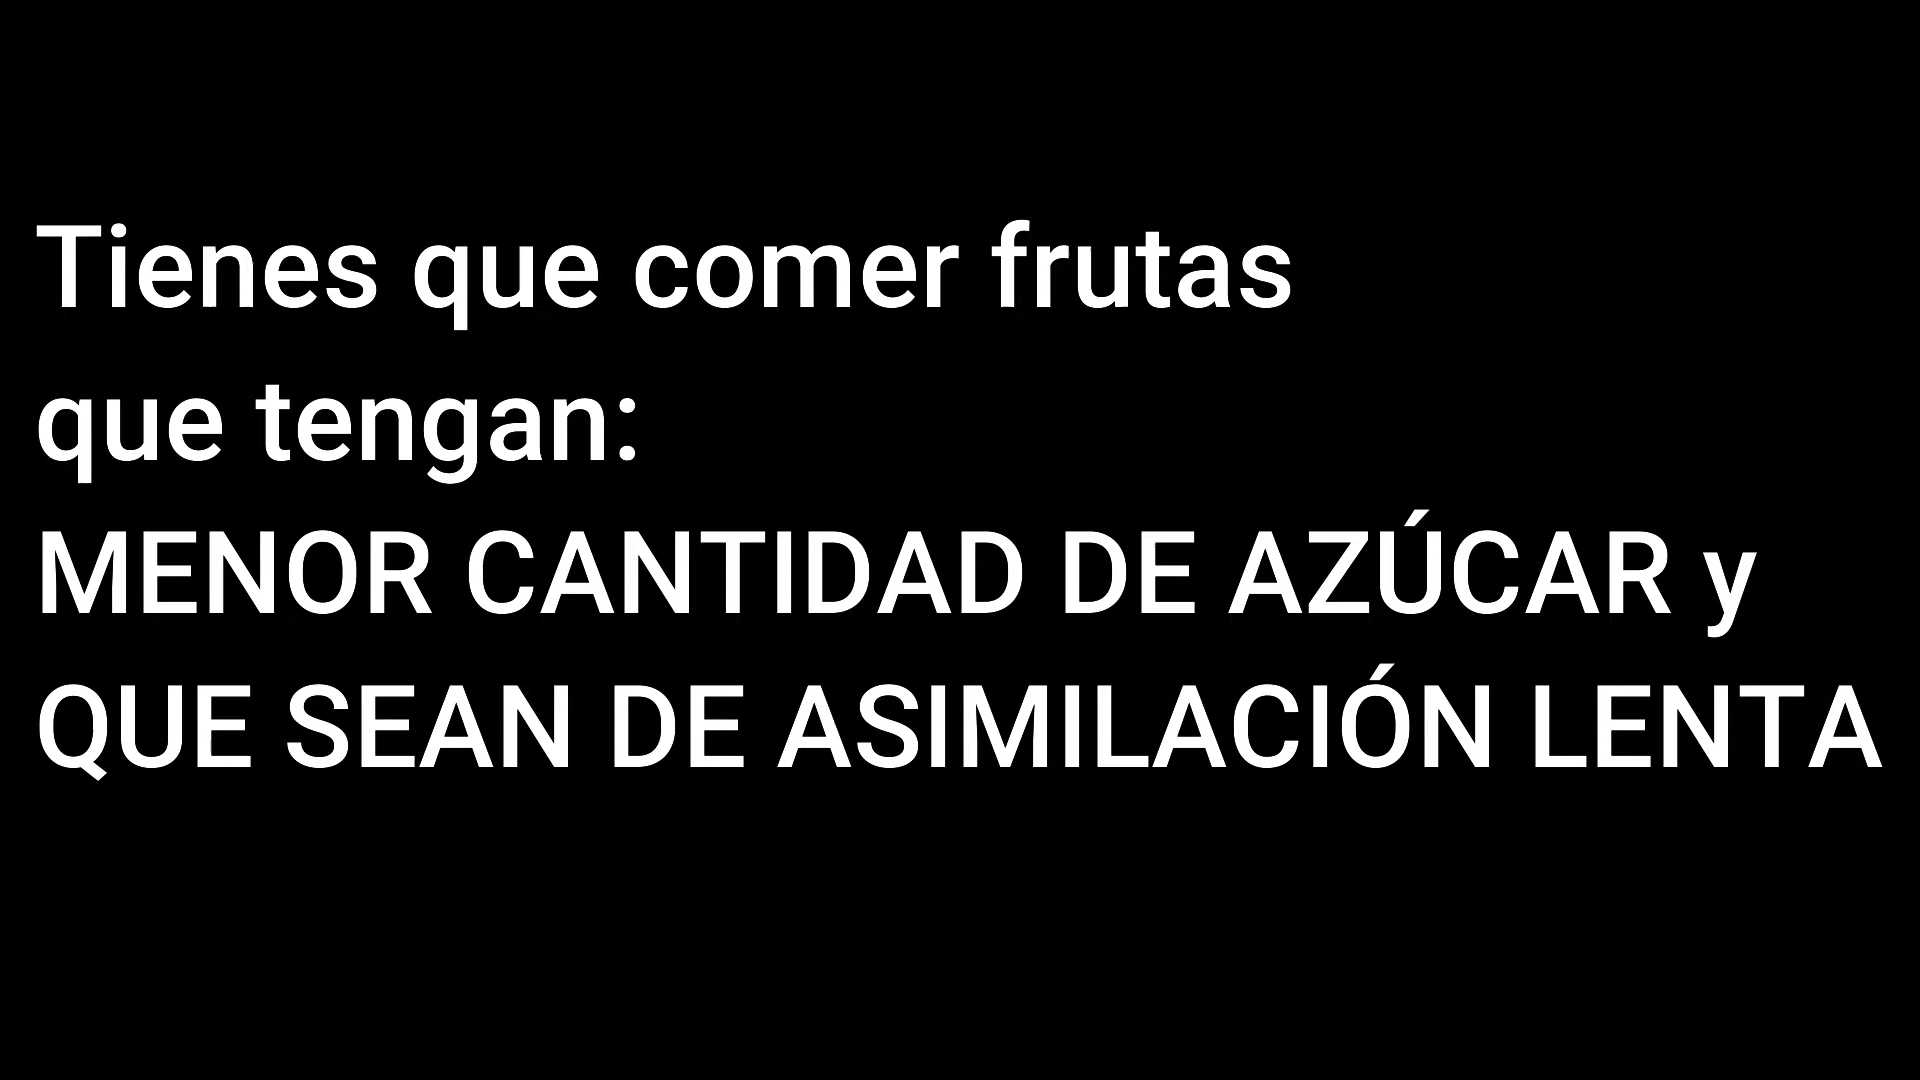 Tienes que comer frutas
que tengan:
MENOR CANTIDAD DE AZÚCAR y
QUE SEAN DE ASIMILACIÓN LENTA